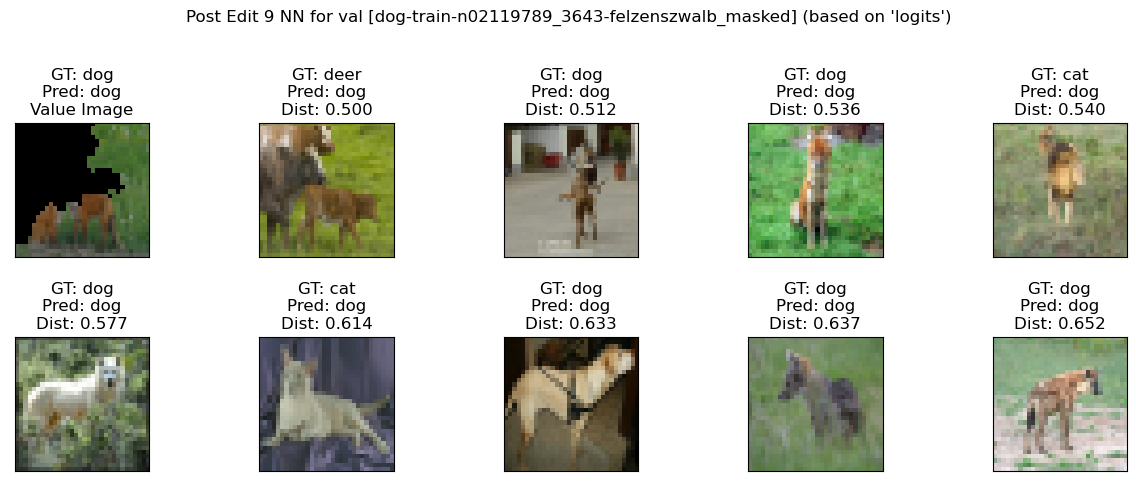 Post Edit 9 NN for val [dog-train-n02119789_3643-felzenszwalb_masked] (based on 'logits')
GT: dog
Pred: dog
Value Image
GT: deer
Pred: dog
Dist: 0.500
GT: dog
Pred: dog
Dist: 0.512
GT: dog
Pred: dog
Dist: 0.536
GT: cat
Pred: dog
Dist: 0.540
GT: dog
Pred: dog
Dist: 0.577
GT: cat
Pred: dog
Dist: 0.614
GT: dog
Pred: dog
Dist: 0.633
GT: dog
Pred: dog
Dist: 0.637
GT: dog
Pred: dog
Dist: 0.652